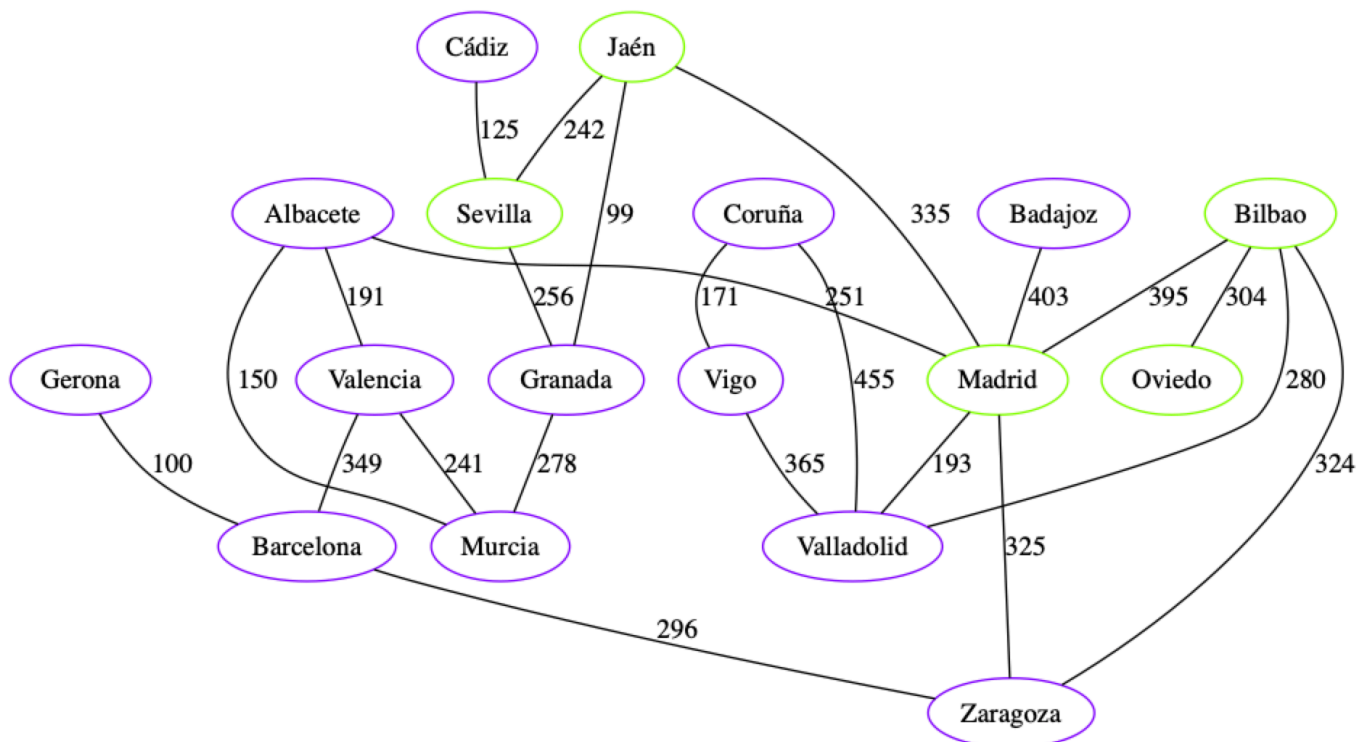 Cádiz
Jaén
125
242
Albacete
Sevilla
99
Coruña
335
Badajoz
Bilbao
191
256
171
251
403
395
304
Gerona
150
Valencia
Granada
Vigo
455
Madrid
Oviedo
280
100
349
241
278
365
193
324
Barcelona
Murcia
Valladolid
325
296
Zaragoza